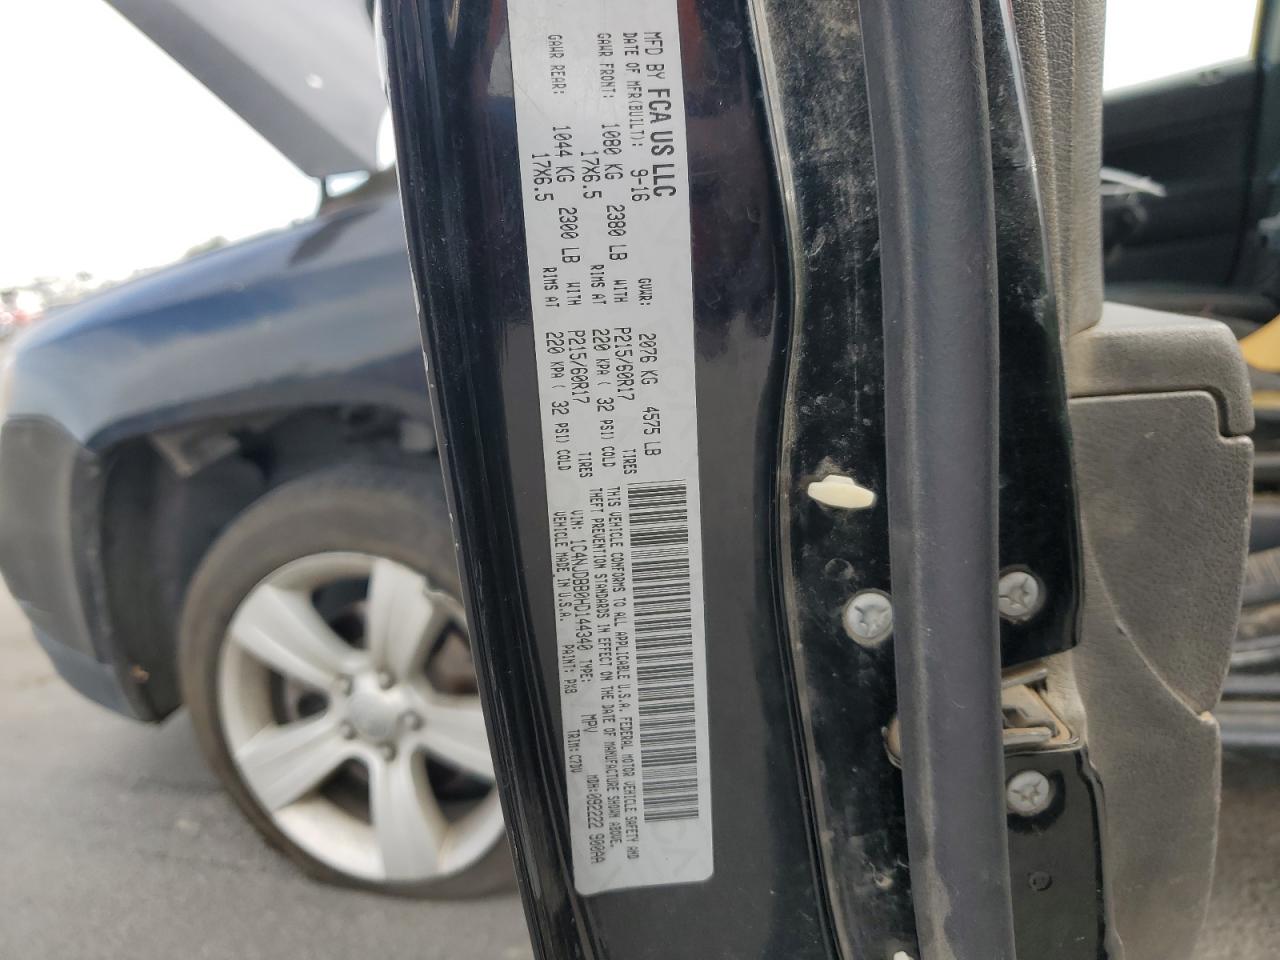 MFD BY FCA US LLC
DATE OF MFR(BUILT): 9-16 GVWR: 2076 KG 4575 LB
GAWR FRONT: 1080 KG 2380 LB WITH P215/60R17 TIRES
17X6.5 RIMS AT 220 KPA ( 32 PSI) COLD
GAWR REAR: 1044 KG 2300 LB WITH P215/60R17 TIRES
17X6.5 RIMS AT 220 KPA ( 32 PSI) COLD
THIS VEHICLE CONFORMS TO ALL APPLICABLE U.S.A. FEDERAL MOTOR VEHICLE SAFETY AND
THEFT PREVENTION STANDARDS IN EFFECT ON THE DATE OF MANUFACTURE SHOWN ABOVE.
VIN: 1C4NJDBB0HD144340 TYPE: MPV MDH:092222 900AA
VEHICLE MADE IN U.S.A. PAINT: PX8 TRIM: C7DV